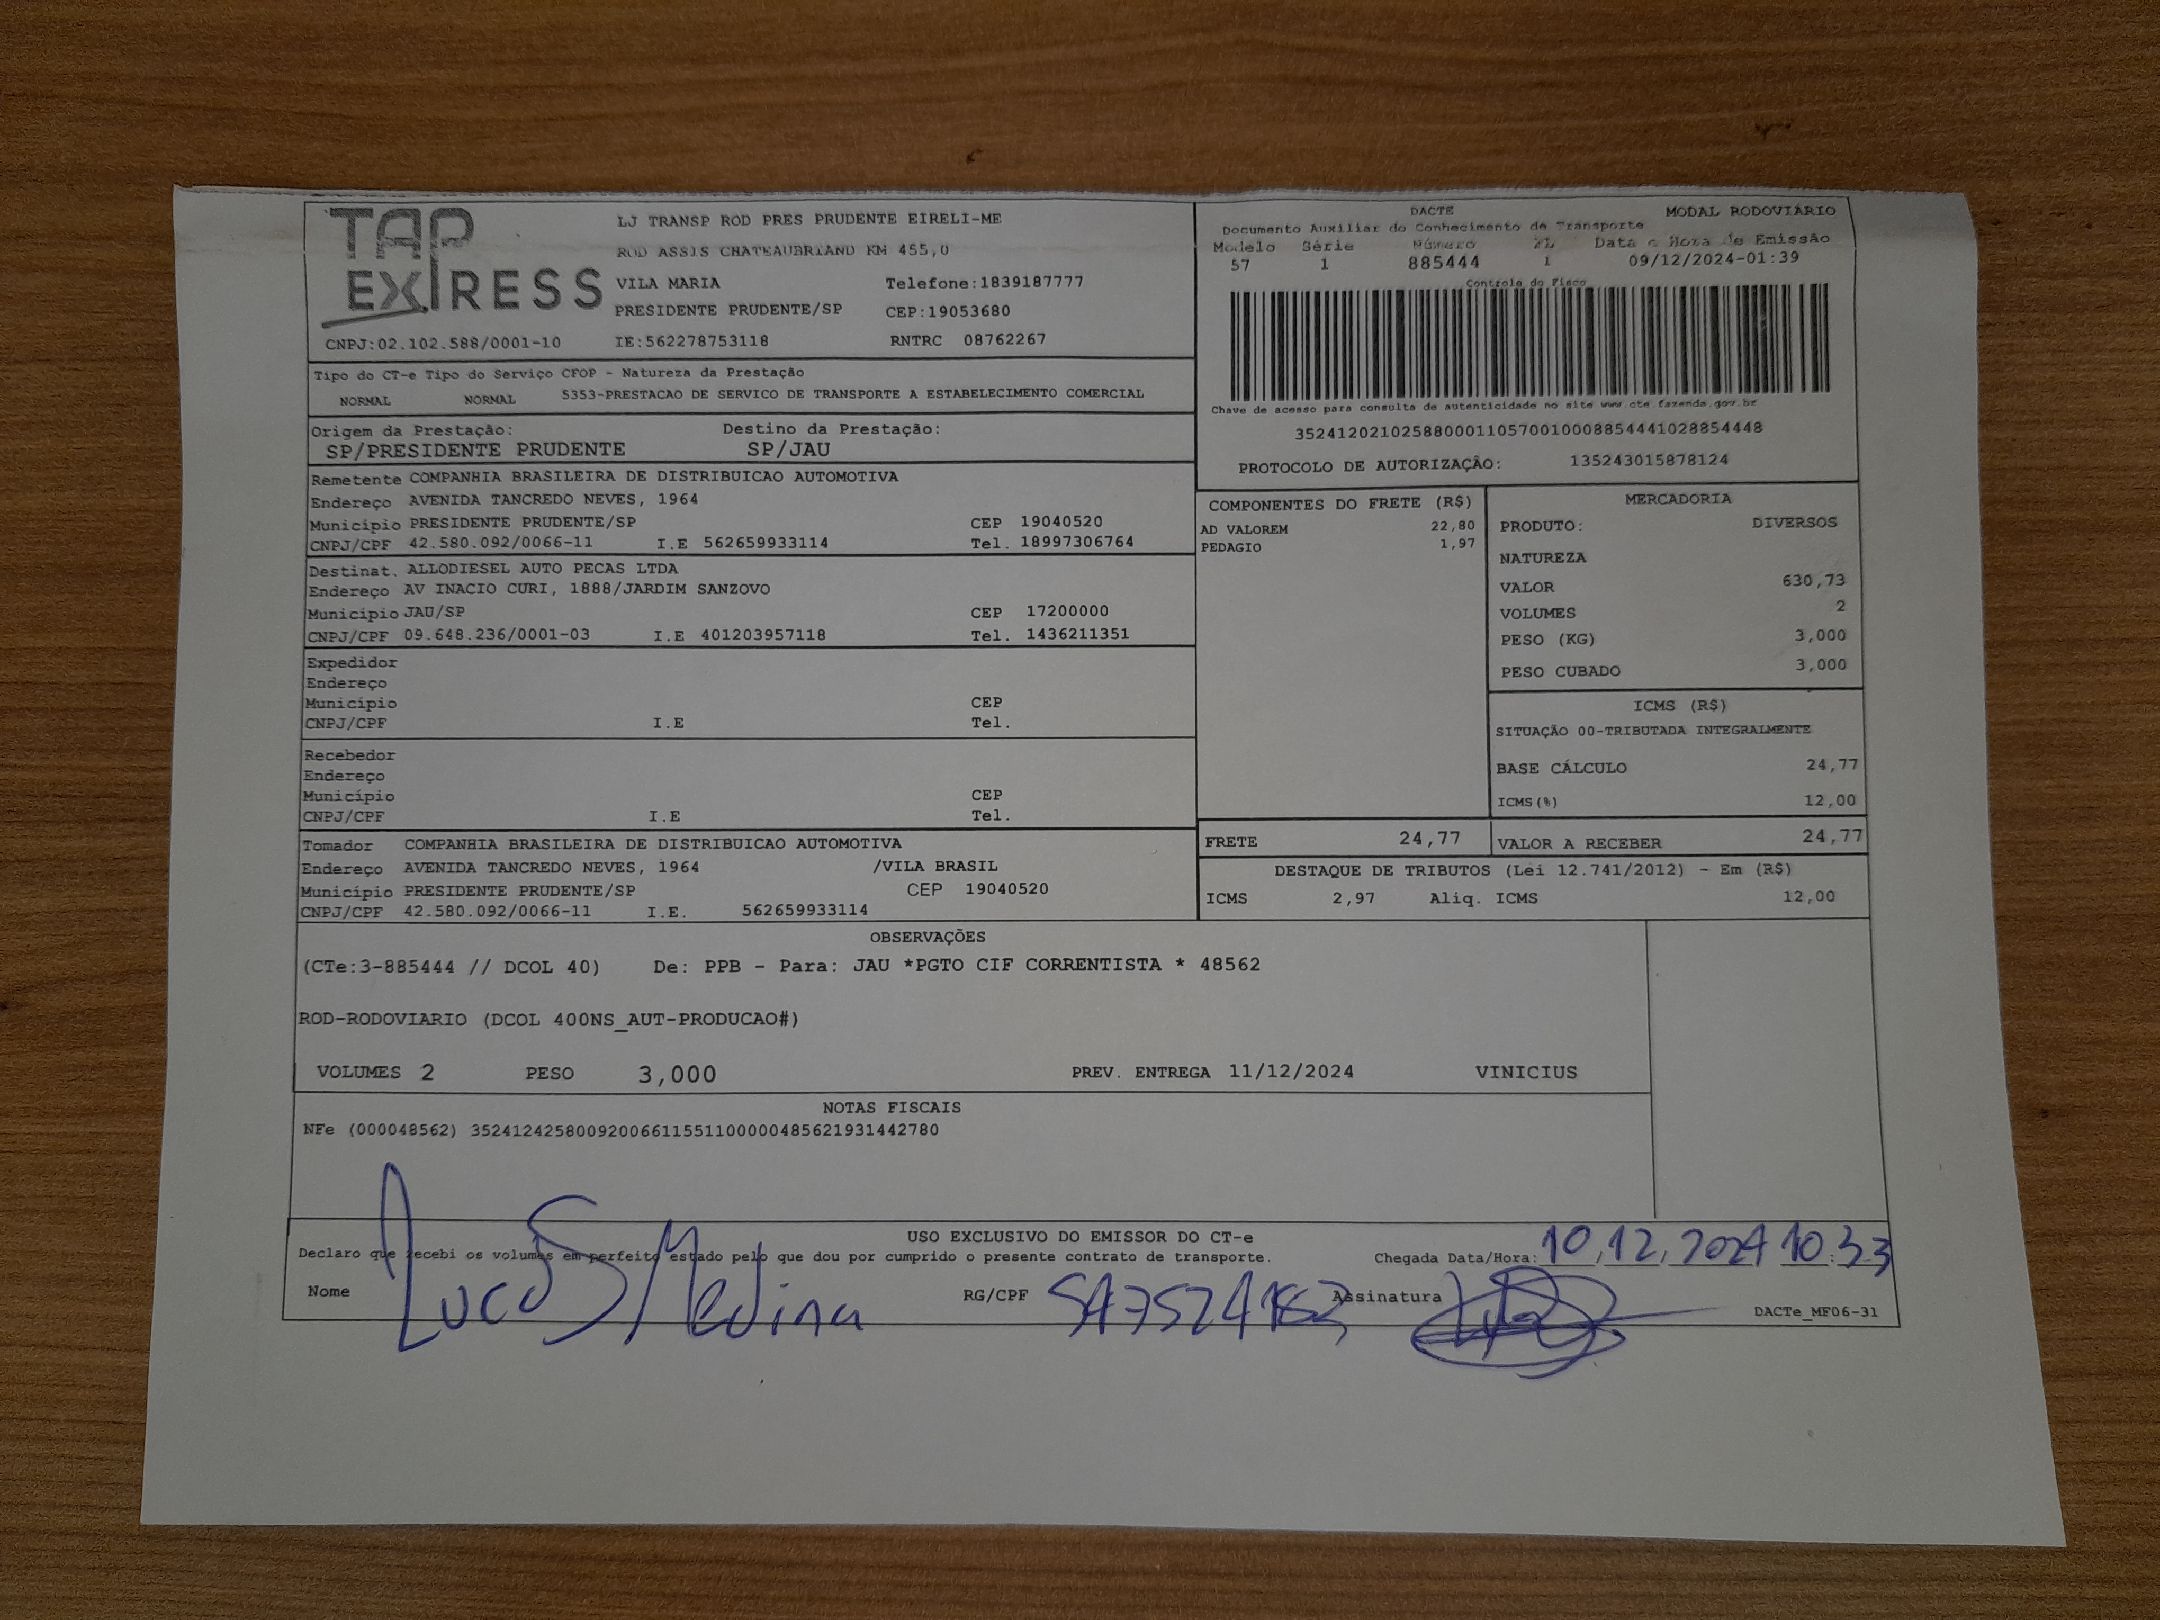 TAP EXPRESS
LJ TRANSP ROD PRES PRUDENTE EIRELI-ME
ROD ASSIS CHATEAUBRIAND KM 455,0
VILA MARIA Telefone:1839187777
PRESIDENTE PRUDENTE/SP CEP:19053680
CNPJ:02.102.588/0001-10 IE:562278753118 RNTRC 08762267
DACTE MODAL RODOVIÁRIO
Documento Auxiliar do Conhecimento de Transporte
Modelo Série Número FL Data e Hora de Emissão
57 1 885444 1 09/12/2024-01:39
Controle do Fisco
Chave de acesso para consulta de autenticidade no site www.cte.fazenda.gov.br
35241202102588000110570010008854441028854448
PROTOCOLO DE AUTORIZAÇÃO: 135243015878124
Tipo do CT-e Tipo do Serviço CFOP - Natureza da Prestação
NORMAL NORMAL 5353-PRESTACAO DE SERVICO DE TRANSPORTE A ESTABELECIMENTO COMERCIAL
Origem da Prestação: Destino da Prestação:
SP/PRESIDENTE PRUDENTE SP/JAU
Remetente COMPANHIA BRASILEIRA DE DISTRIBUICAO AUTOMOTIVA
Endereço AVENIDA TANCREDO NEVES, 1964
Município PRESIDENTE PRUDENTE/SP CEP 19040520
CNPJ/CPF 42.580.092/0066-11 I.E 562659933114 Tel. 18997306764
Destinat. ALLODIESEL AUTO PECAS LTDA
Endereço AV INACIO CURI, 1888/JARDIM SANZOVO
Município JAU/SP CEP 17200000
CNPJ/CPF 09.648.236/0001-03 I.E 401203957118 Tel. 1436211351
Expedidor
Endereço
Município CEP
CNPJ/CPF I.E Tel.
Recebedor
Endereço
Município CEP
CNPJ/CPF I.E Tel.
Tomador COMPANHIA BRASILEIRA DE DISTRIBUICAO AUTOMOTIVA
Endereço AVENIDA TANCREDO NEVES, 1964 /VILA BRASIL
Município PRESIDENTE PRUDENTE/SP CEP 19040520
CNPJ/CPF 42.580.092/0066-11 I.E. 562659933114
COMPONENTES DO FRETE (R$)
AD VALOREM 22,80
PEDAGIO 1,97
MERCADORIA
PRODUTO: DIVERSOS
NATUREZA
VALOR 630,73
VOLUMES 2
PESO (KG) 3,000
PESO CUBADO 3,000
ICMS (R$)
SITUAÇÃO 00-TRIBUTADA INTEGRALMENTE
BASE CÁLCULO 24,77
ICMS(%) 12,00
FRETE 24,77 VALOR A RECEBER 24,77
DESTAQUE DE TRIBUTOS (Lei 12.741/2012) - Em (R$)
ICMS 2,97 Aliq. ICMS 12,00
OBSERVAÇÕES
(CTe:3-885444 // DCOL 40) De: PPB - Para: JAU *PGTO CIF CORRENTISTA * 48562
ROD-RODOVIARIO (DCOL 400NS_AUT-PRODUCAO#)
VOLUMES 2 PESO 3,000 PREV. ENTREGA 11/12/2024 VINICIUS
NOTAS FISCAIS
NFe (000048562) 35241242580092006611551100000485621931442780
USO EXCLUSIVO DO EMISSOR DO CT-e
Declaro que recebi os volumes em perfeito estado pelo que dou por cumprido o presente contrato de transporte. Chegada Data/Hora: 10/12/2024 10:33
Nome Lucas Medina RG/CPF Assinatura
DACTe_MF06-31